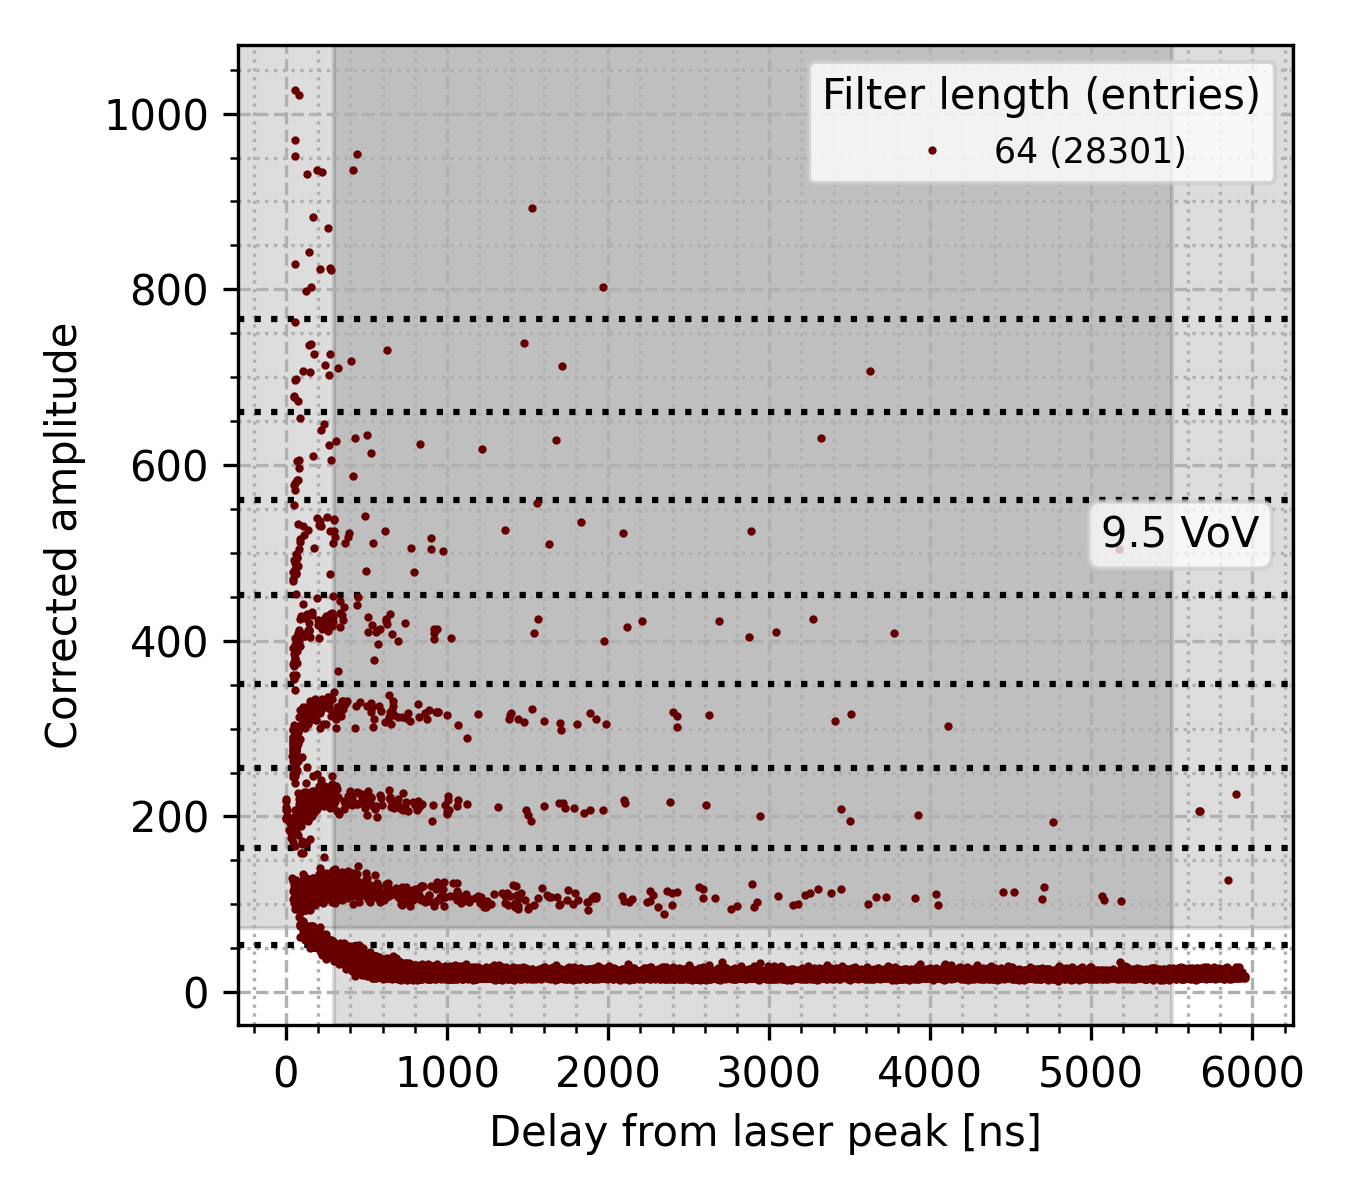 1000
800
600
400
200
0
Corrected amplitude
Filter length (entries)
64 (28301)
9.5 VoV
0 1000 2000 3000 4000 5000 6000
Delay from laser peak [ns]